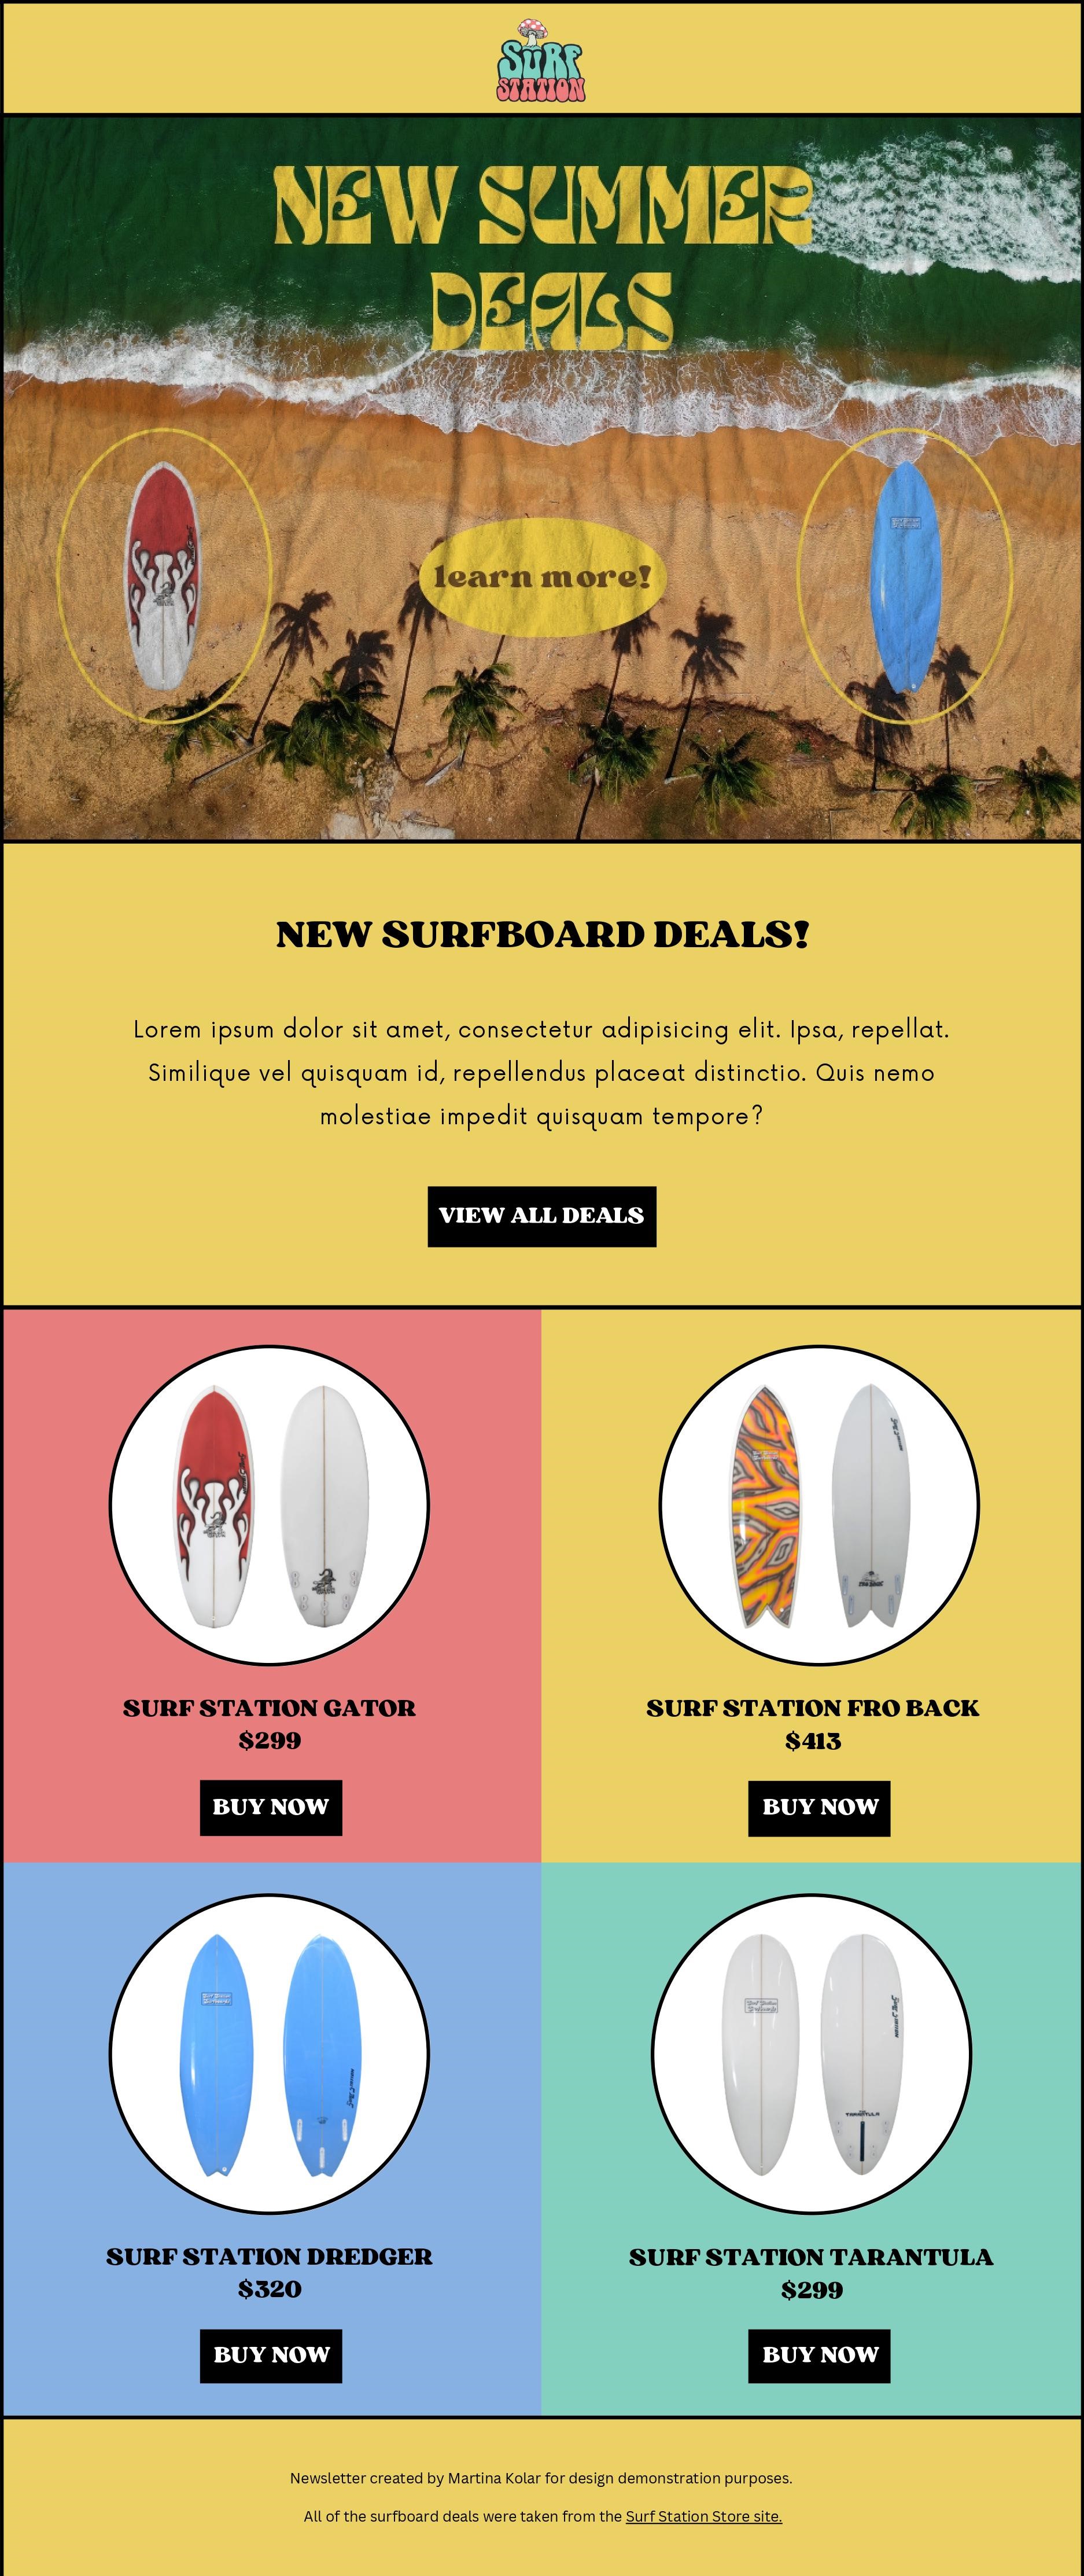 SURF
STATION
NEW SUMMER
DEALS
learn more!
NEW SURFBOARD DEALS!
Lorem ipsum dolor sit amet, consectetur adipisicing elit. Ipsa, repellat.
Similique vel quisquam id, repellendus placeat distinctio. Quis nemo
molestiae impedit quisquam tempore?
VIEW ALL DEALS
SURF STATION GATOR
$299
BUY NOW
SURF STATION FRO BACK
$413
BUY NOW
SURF STATION DREDGER
$320
BUY NOW
TARANTULA
SURF STATION TARANTULA
$299
BUY NOW
Newsletter created by Martina Kolar for design demonstration purposes.
All of the surfboard deals were taken from the Surf Station Store site.